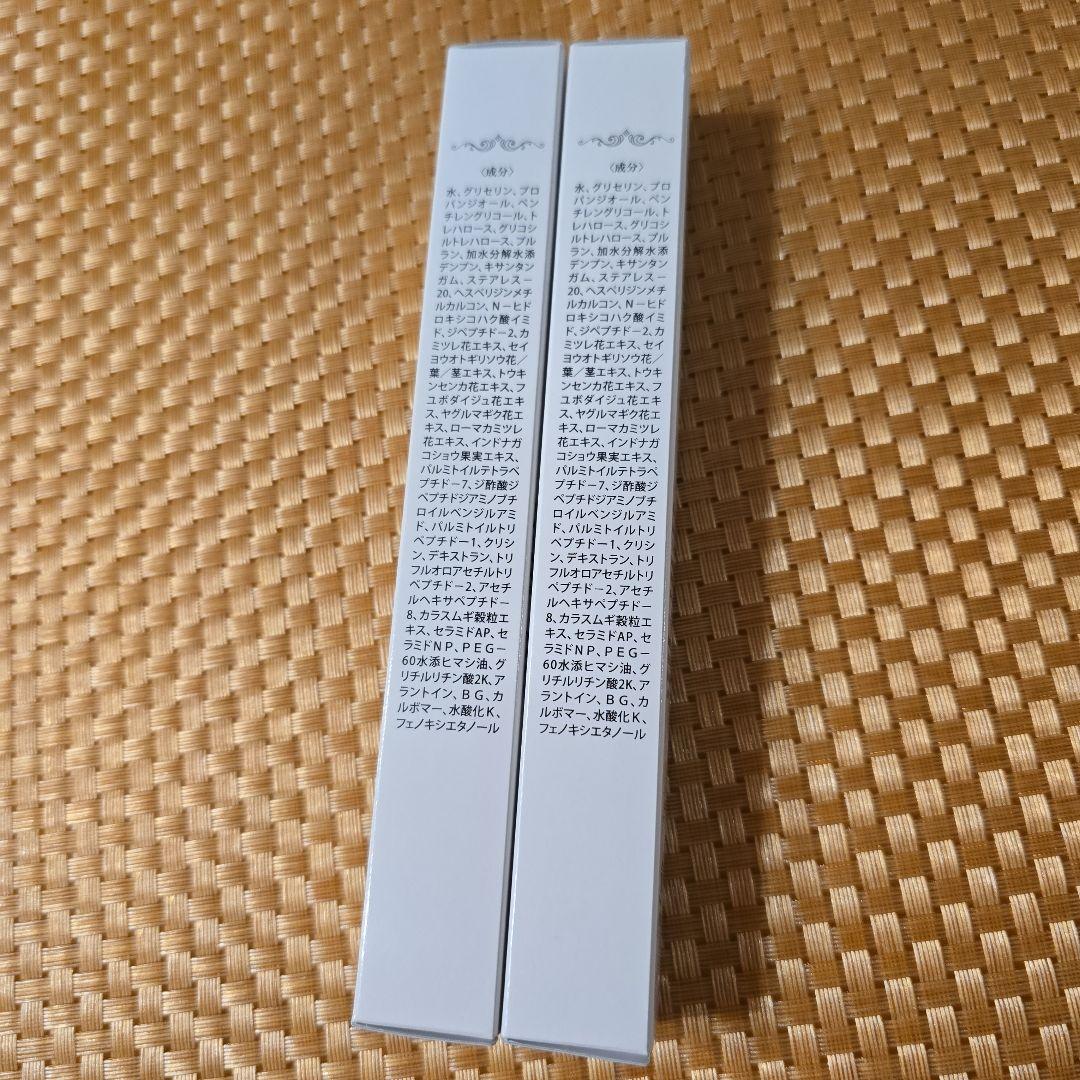 〈成分〉
水、グリセリン、プロ
パンジオール、ペン
チレングリコール、ト
レハロース、グリコシ
ルトレハロース、プル
ラン、加水分解水添
デンプン、キサンタン
ガム、ステアレス－
20、ヘスペリジンメチ
ルカルコン、N－ヒド
ロキシコハク酸イミ
ド、ジペプチド－2、カ
ミツレ花エキス、セイ
ヨウオトギリソウ花／
葉／茎エキス、トウキ
ンセンカ花エキス、フ
ユボダイジュ花エキ
ス、ヤグルマギク花エ
キス、ローマカミツレ
花エキス、インドナガ
コショウ果実エキス、
パルミトイルテトラペ
プチド－7、ジ酢酸ジ
ペプチドジアミノブチ
ロイルベンジルアミ
ド、パルミトイルトリ
ペプチド－1、クリシ
ン、デキストラン、トリ
フルオロアセチルトリ
ペプチド－2、アセチ
ルヘキサペプチド－
8、カラスムギ穀粒エ
キス、セラミドAP、セ
ラミドNP、PEG－
60水添ヒマシ油、グ
リチルリチン酸2K、ア
ラントイン、BG、カ
ルボマー、水酸化K、
フェノキシエタノール
〈成分〉
水、グリセリン、プロ
パンジオール、ペン
チレングリコール、ト
レハロース、グリコシ
ルトレハロース、プル
ラン、加水分解水添
デンプン、キサンタン
ガム、ステアレス－
20、ヘスペリジンメチ
ルカルコン、N－ヒド
ロキシコハク酸イミ
ド、ジペプチド－2、カ
ミツレ花エキス、セイ
ヨウオトギリソウ花／
葉／茎エキス、トウキ
ンセンカ花エキス、フ
ユボダイジュ花エキ
ス、ヤグルマギク花エ
キス、ローマカミツレ
花エキス、インドナガ
コショウ果実エキス、
パルミトイルテトラペ
プチド－7、ジ酢酸ジ
ペプチドジアミノブチ
ロイルベンジルアミ
ド、パルミトイルトリ
ペプチド－1、クリシ
ン、デキストラン、トリ
フルオロアセチルトリ
ペプチド－2、アセチ
ルヘキサペプチド－
8、カラスムギ穀粒エ
キス、セラミドAP、セ
ラミドNP、PEG－
60水添ヒマシ油、グ
リチルリチン酸2K、ア
ラントイン、BG、カ
ルボマー、水酸化K、
フェノキシエタノール